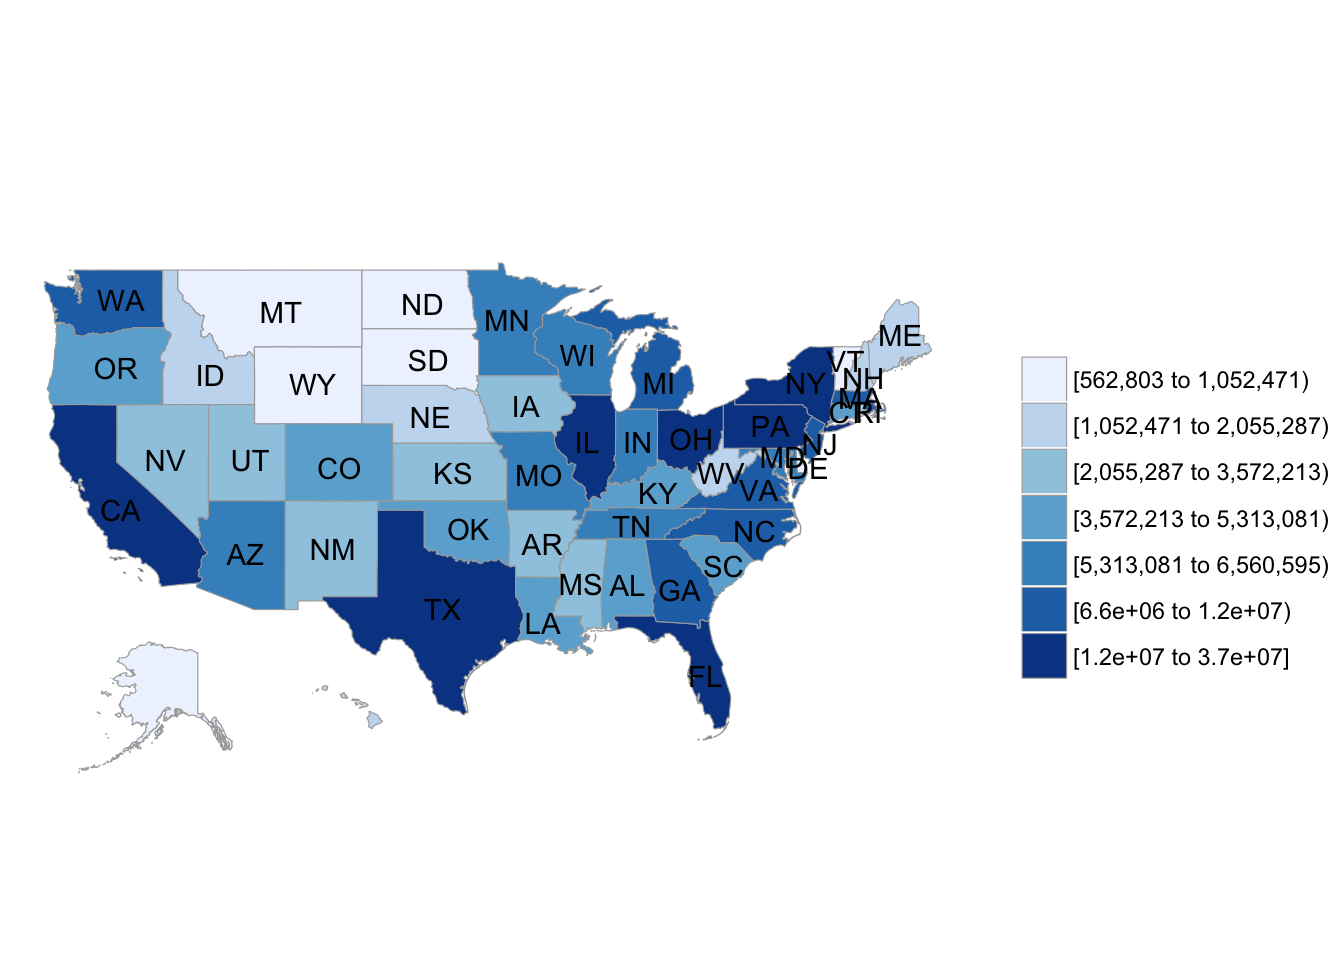 WA
MT
ND
MN
ME
OR
ID
WY
SD
WI
MI
NY
VT
NH
MA
CT
RI
NE
IA
PA
NV
UT
CO
KS
MO
IL
IN
OH
NJ
MD
DE
WV
VA
KY
CA
AZ
NM
OK
AR
TN
NC
SC
MS
AL
GA
TX
LA
FL
[562,803 to 1,052,471)
[1,052,471 to 2,055,287)
[2,055,287 to 3,572,213)
[3,572,213 to 5,313,081)
[5,313,081 to 6,560,595)
[6.6e+06 to 1.2e+07)
[1.2e+07 to 3.7e+07]